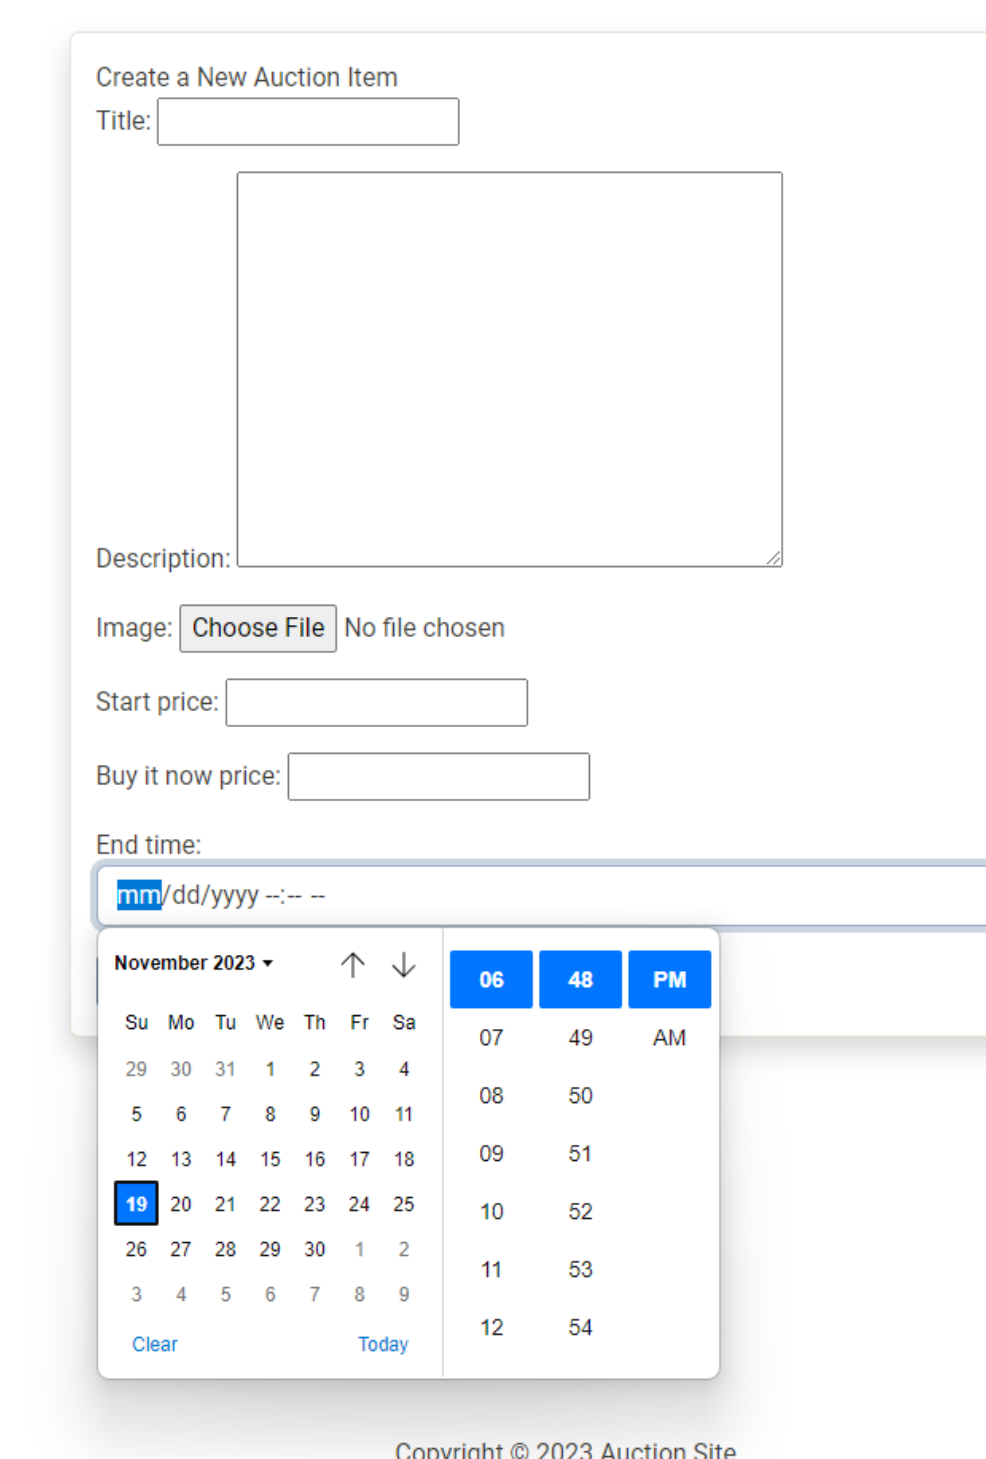 Create a New Auction Item
Title:
Description:
Image: Choose File No file chosen
Start price:
Buy it now price:
End time:
mm/dd/yyyy --:-- --
November 2023
Su Mo Tu We Th Fr Sa
29 30 31 1 2 3 4
5 6 7 8 9 10 11
12 13 14 15 16 17 18
19 20 21 22 23 24 25
26 27 28 29 30 1 2
3 4 5 6 7 8 9
Clear Today
06 48 PM
07 49 AM
08 50
09 51
10 52
11 53
12 54
Copyright © 2023 Auction Site